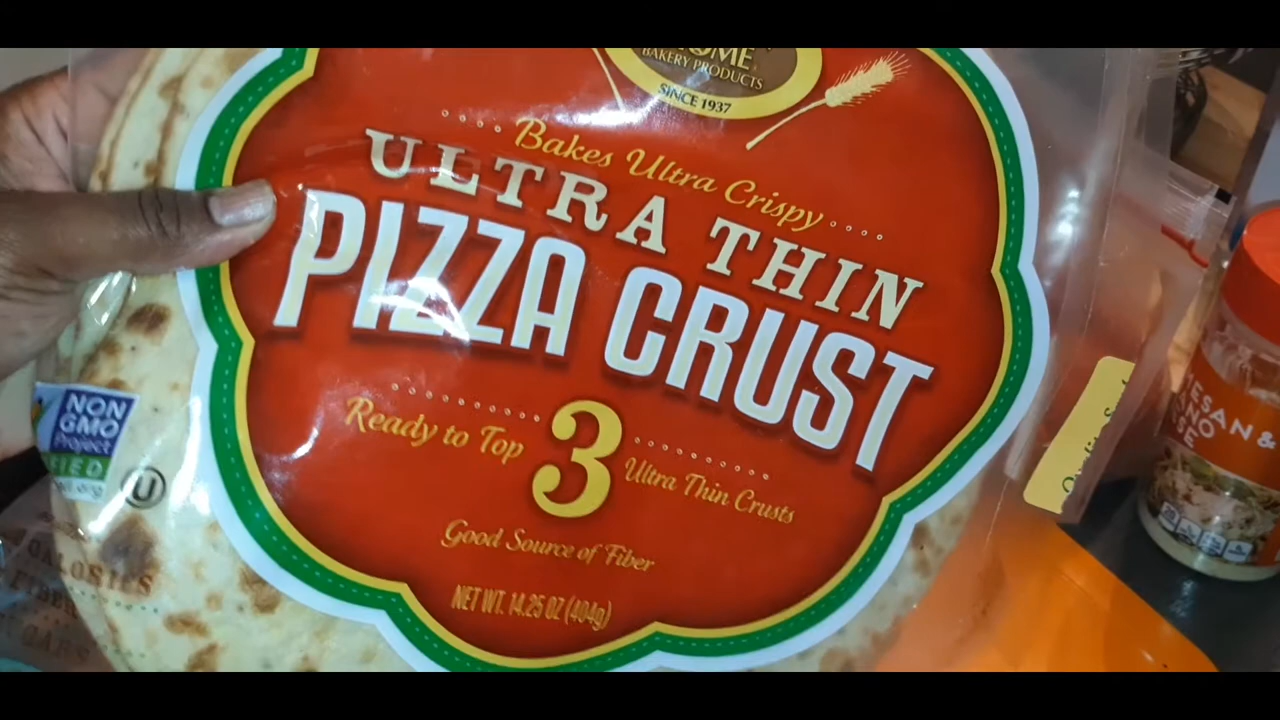 BAKERY PRODUCTS
SINCE 1937
Bakes Ultra Crispy
ULTRA THIN
PIZZA CRUST
Ready to Top
3
Ultra Thin Crusts
Good Source of Fiber
NET WT. 14.25 OZ (404g)
NON
GMO
Project
U